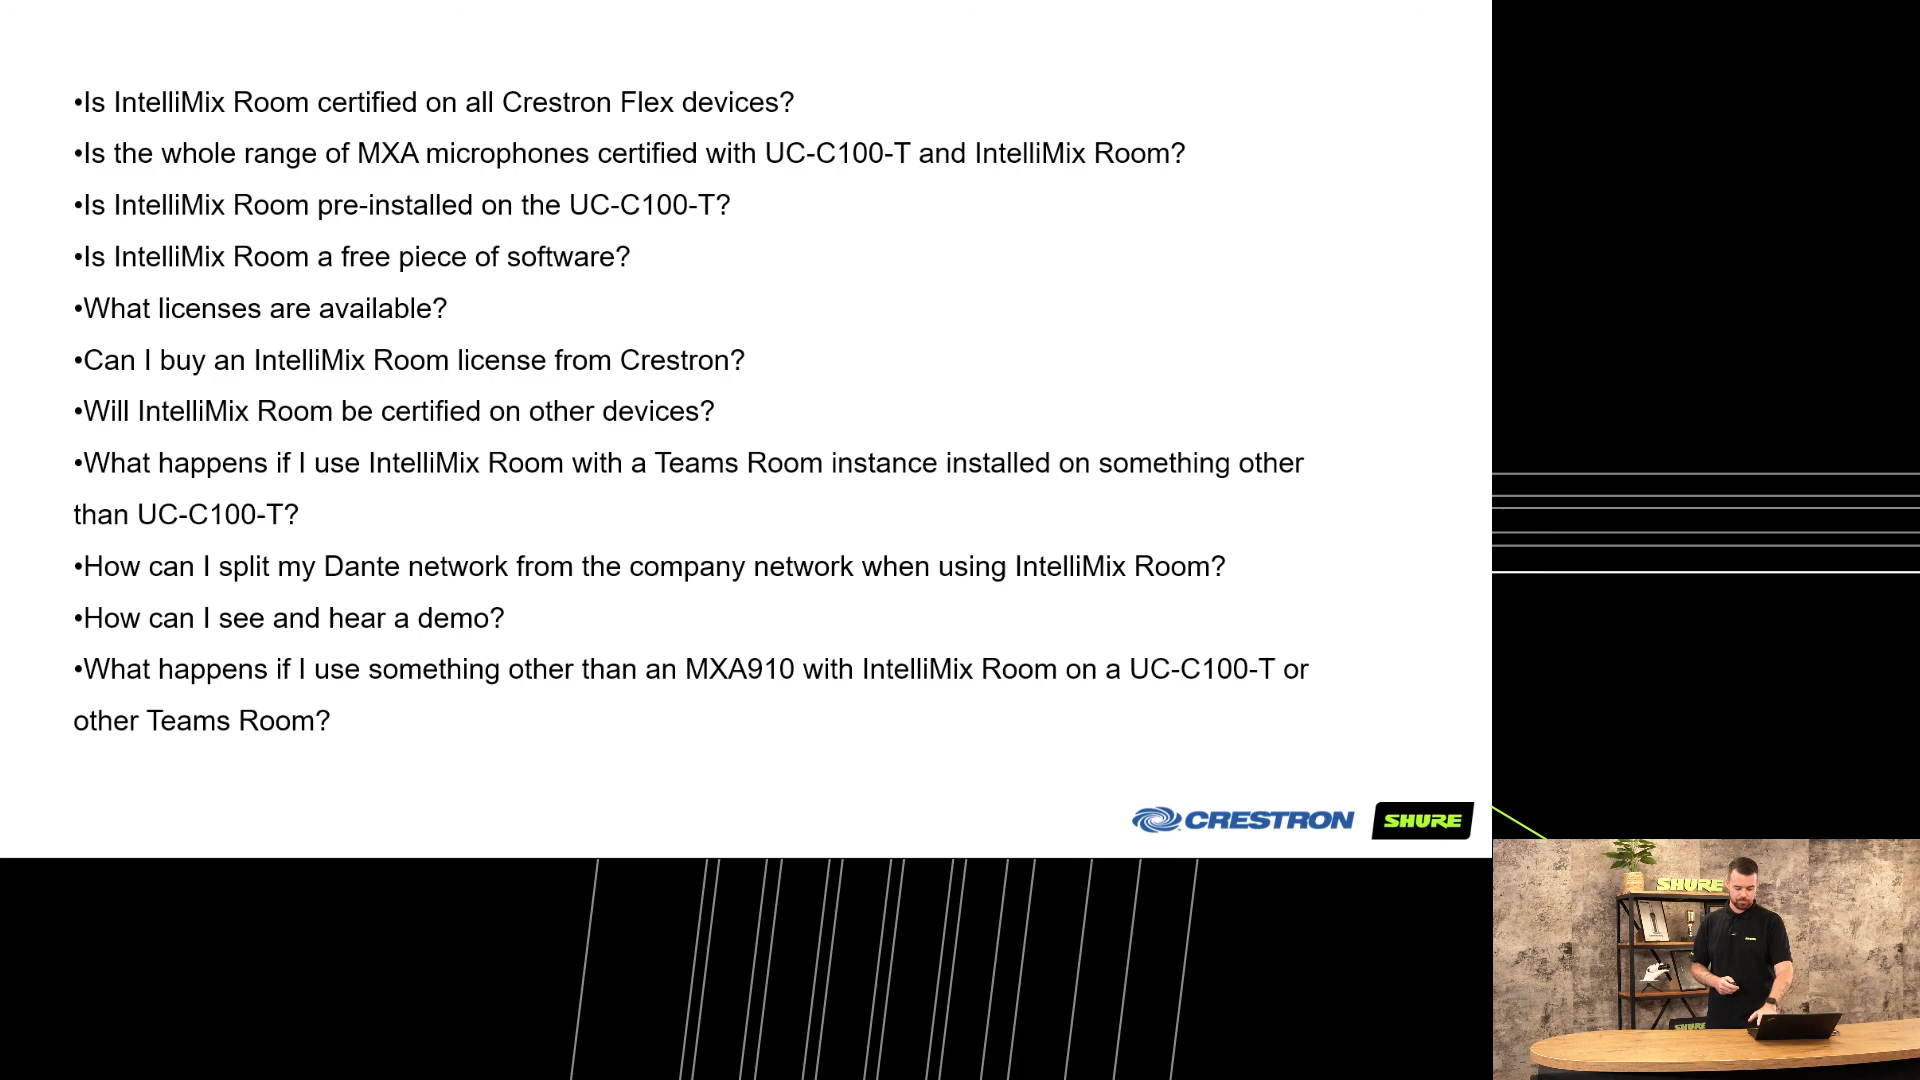 •Is IntelliMix Room certified on all Crestron Flex devices?
•Is the whole range of MXA microphones certified with UC-C100-T and IntelliMix Room?
•Is IntelliMix Room pre-installed on the UC-C100-T?
•Is IntelliMix Room a free piece of software?
•What licenses are available?
•Can I buy an IntelliMix Room license from Crestron?
•Will IntelliMix Room be certified on other devices?
•What happens if I use IntelliMix Room with a Teams Room instance installed on something other
than UC-C100-T?
•How can I split my Dante network from the company network when using IntelliMix Room?
•How can I see and hear a demo?
•What happens if I use something other than an MXA910 with IntelliMix Room on a UC-C100-T or
other Teams Room?
CRESTRON SHURE
SHURE
SHURE